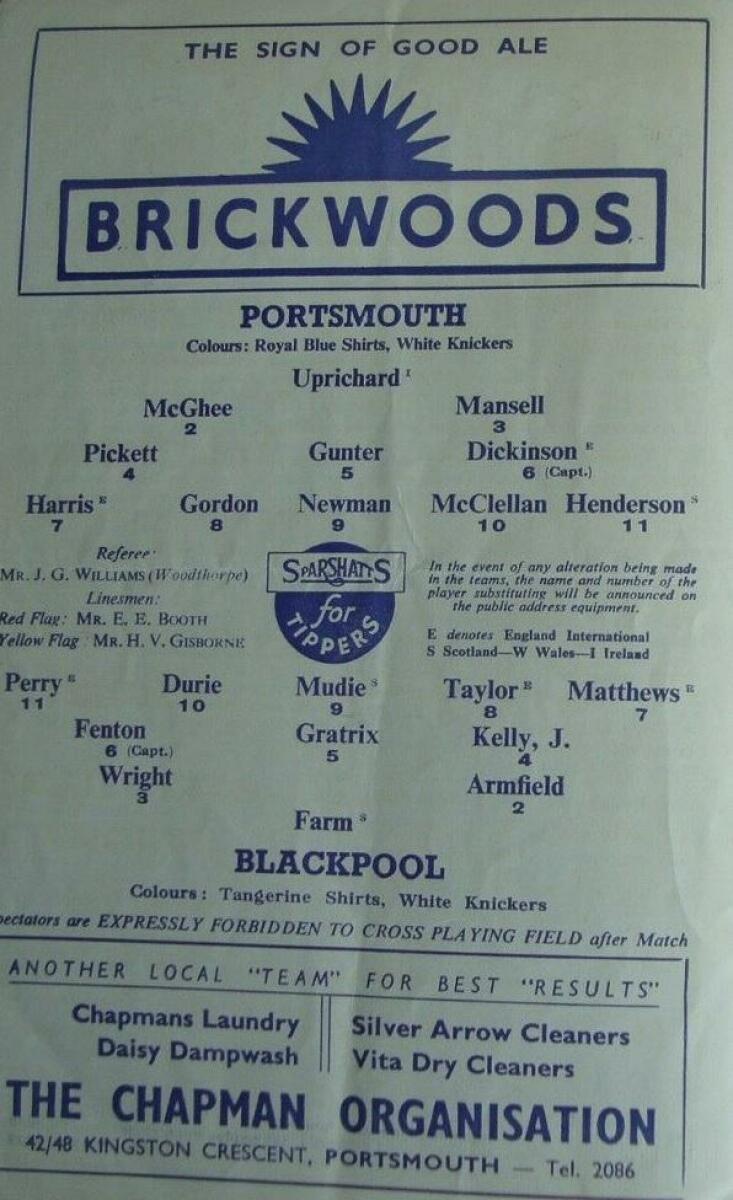 THE SIGN OF GOOD ALE
BRICKWOODS
PORTSMOUTH
Colours: Royal Blue Shirts, White Knickers
Uprichard I
McGhee Mansell
2 3
Pickett Gunter Dickinson E
4 5 6 (Capt.)
Harris E Gordon Newman McClellan Henderson S
7 8 9 10 11
Referee:
MR. J. G. WILLIAMS (Woodthorpe)
Linesmen:
Red Flag: MR. E. E. BOOTH
Yellow Flag MR. H. V. GISBORNE
SPARSHATTS
for
TIPPERS
In the event of any alteration being made
in the teams, the name and number of the
player substituting will be announced on
the public address equipment.
E denotes England International
S Scotland—W Wales—I Ireland
Perry E Durie Mudie S Taylor E Matthews E
11 10 9 8 7
Fenton Gratrix Kelly, J.
6 (Capt.) 5 4
Wright Armfield
3 2
Farm S
BLACKPOOL
Colours: Tangerine Shirts, White Knickers
pectators are EXPRESSLY FORBIDDEN TO CROSS PLAYING FIELD after Match
ANOTHER LOCAL "TEAM" FOR BEST "RESULTS"
Chapmans Laundry Silver Arrow Cleaners
Daisy Dampwash Vita Dry Cleaners
THE CHAPMAN ORGANISATION
42/48 KINGSTON CRESCENT, PORTSMOUTH — Tel. 2086